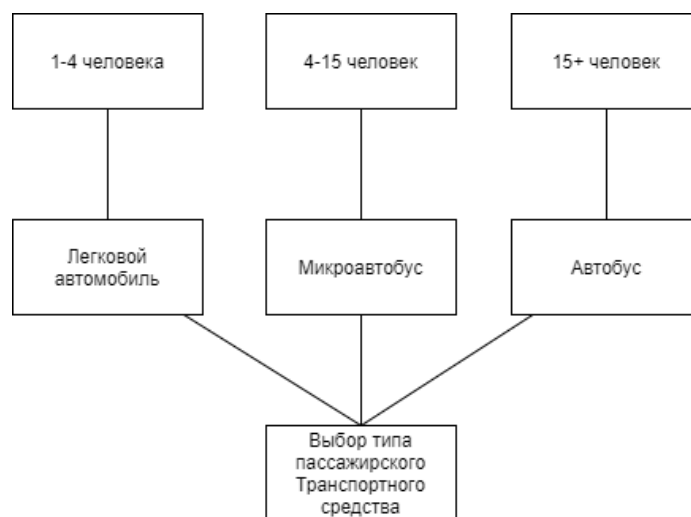 1-4 человека
4-15 человек
15+ человек
Легковой
автомобиль
Микроавтобус
Автобус
Выбор типа
пассажирского
Транспортного
средства